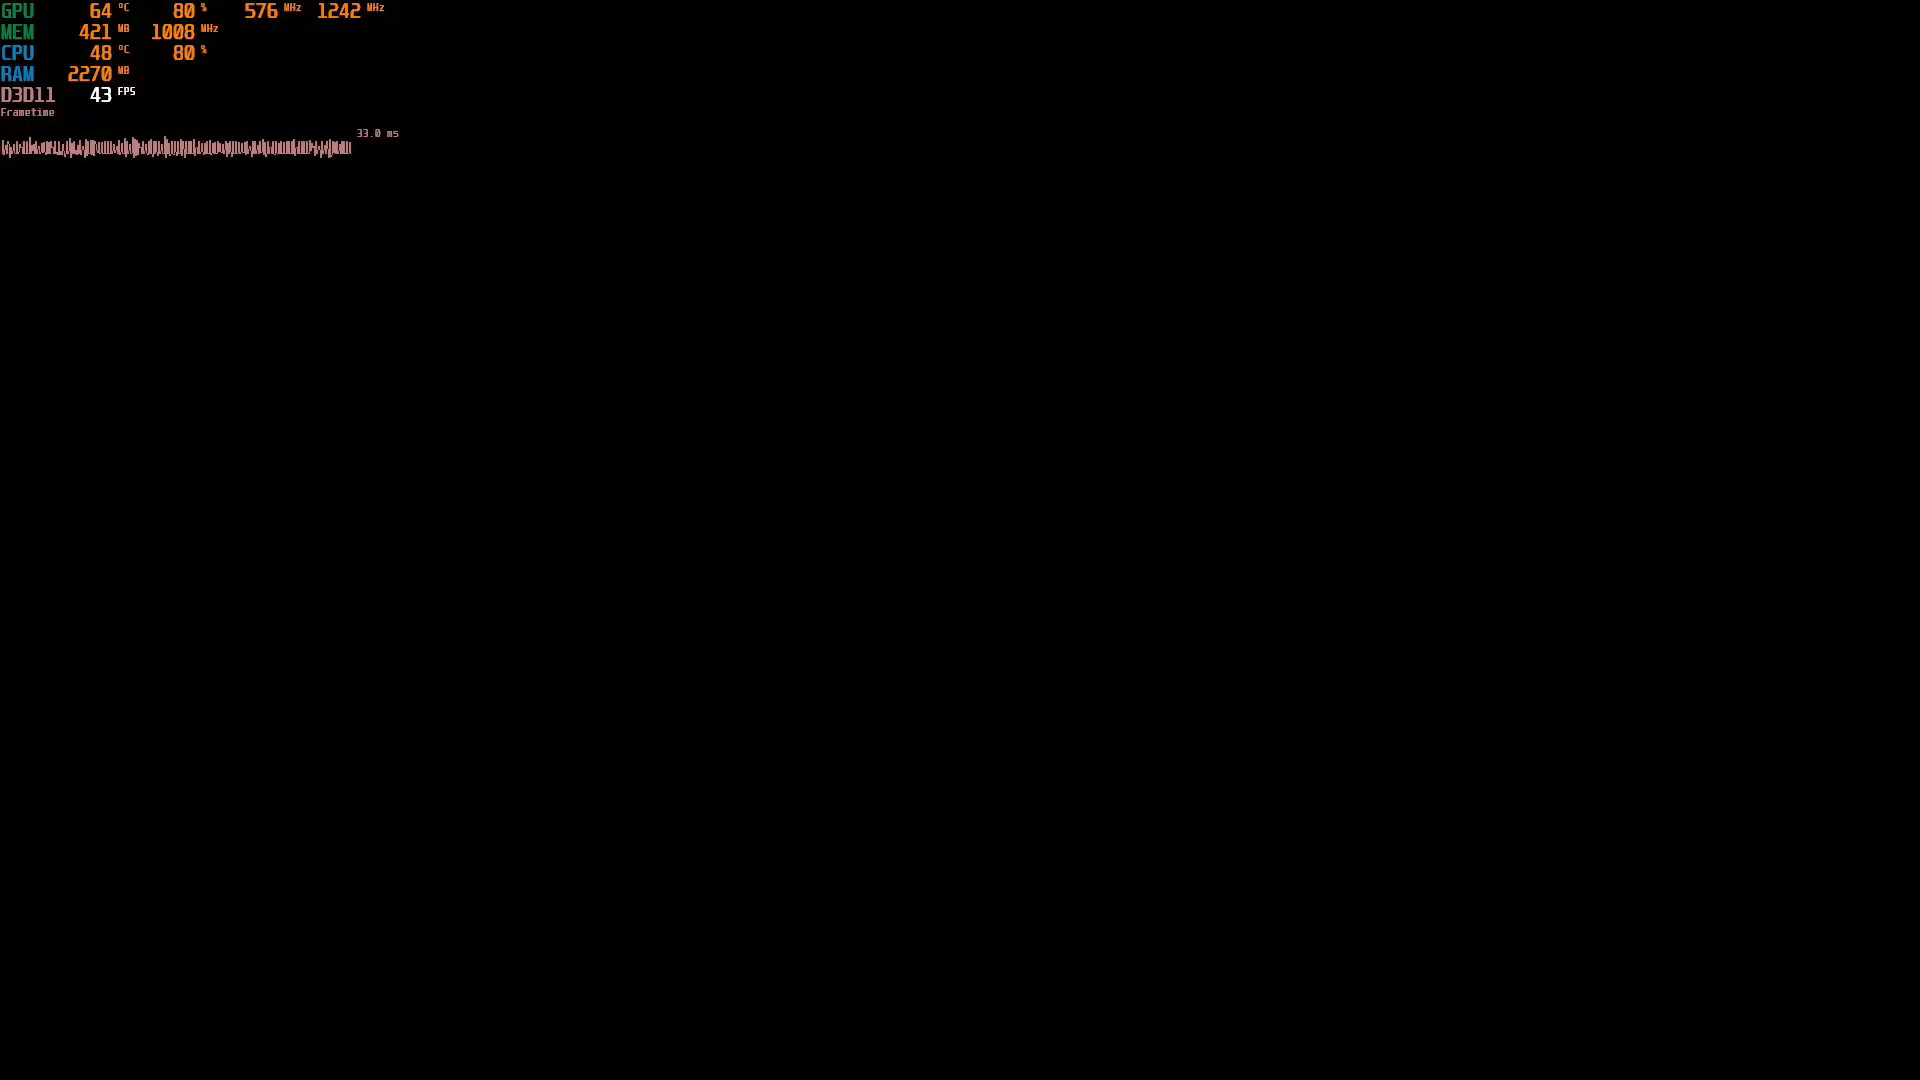 GPU 64 °C 80 % 576 MHz 1242 MHz
MEM 421 MB 1008 MHz
CPU 48 °C 80 %
RAM 2270 MB
D3D11 43 FPS
Frametime
33.0 ms